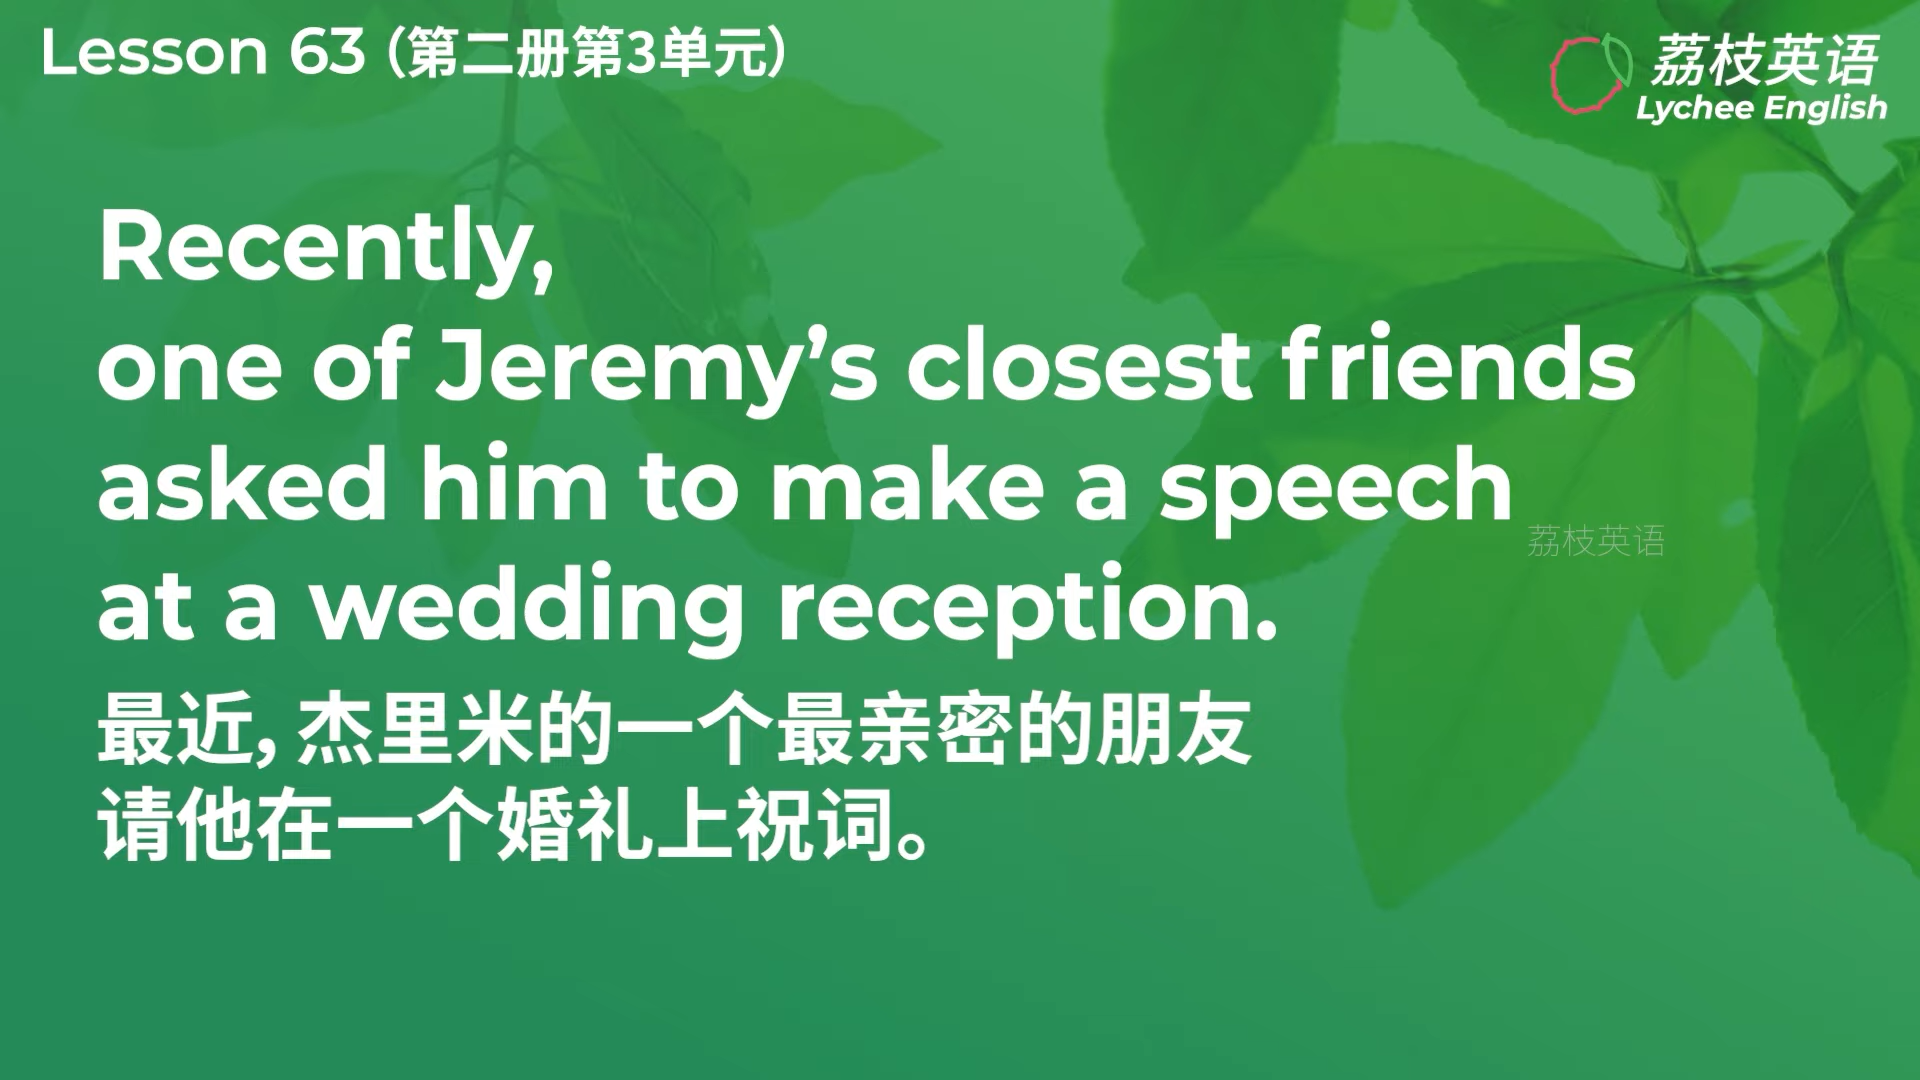 Lesson 63（第二册第3单元）
荔枝英语
Lychee English
Recently,
one of Jeremy’s closest friends
asked him to make a speech
at a wedding reception.
荔枝英语
最近，杰里米的一个最亲密的朋友
请他在一个婚礼上祝词。